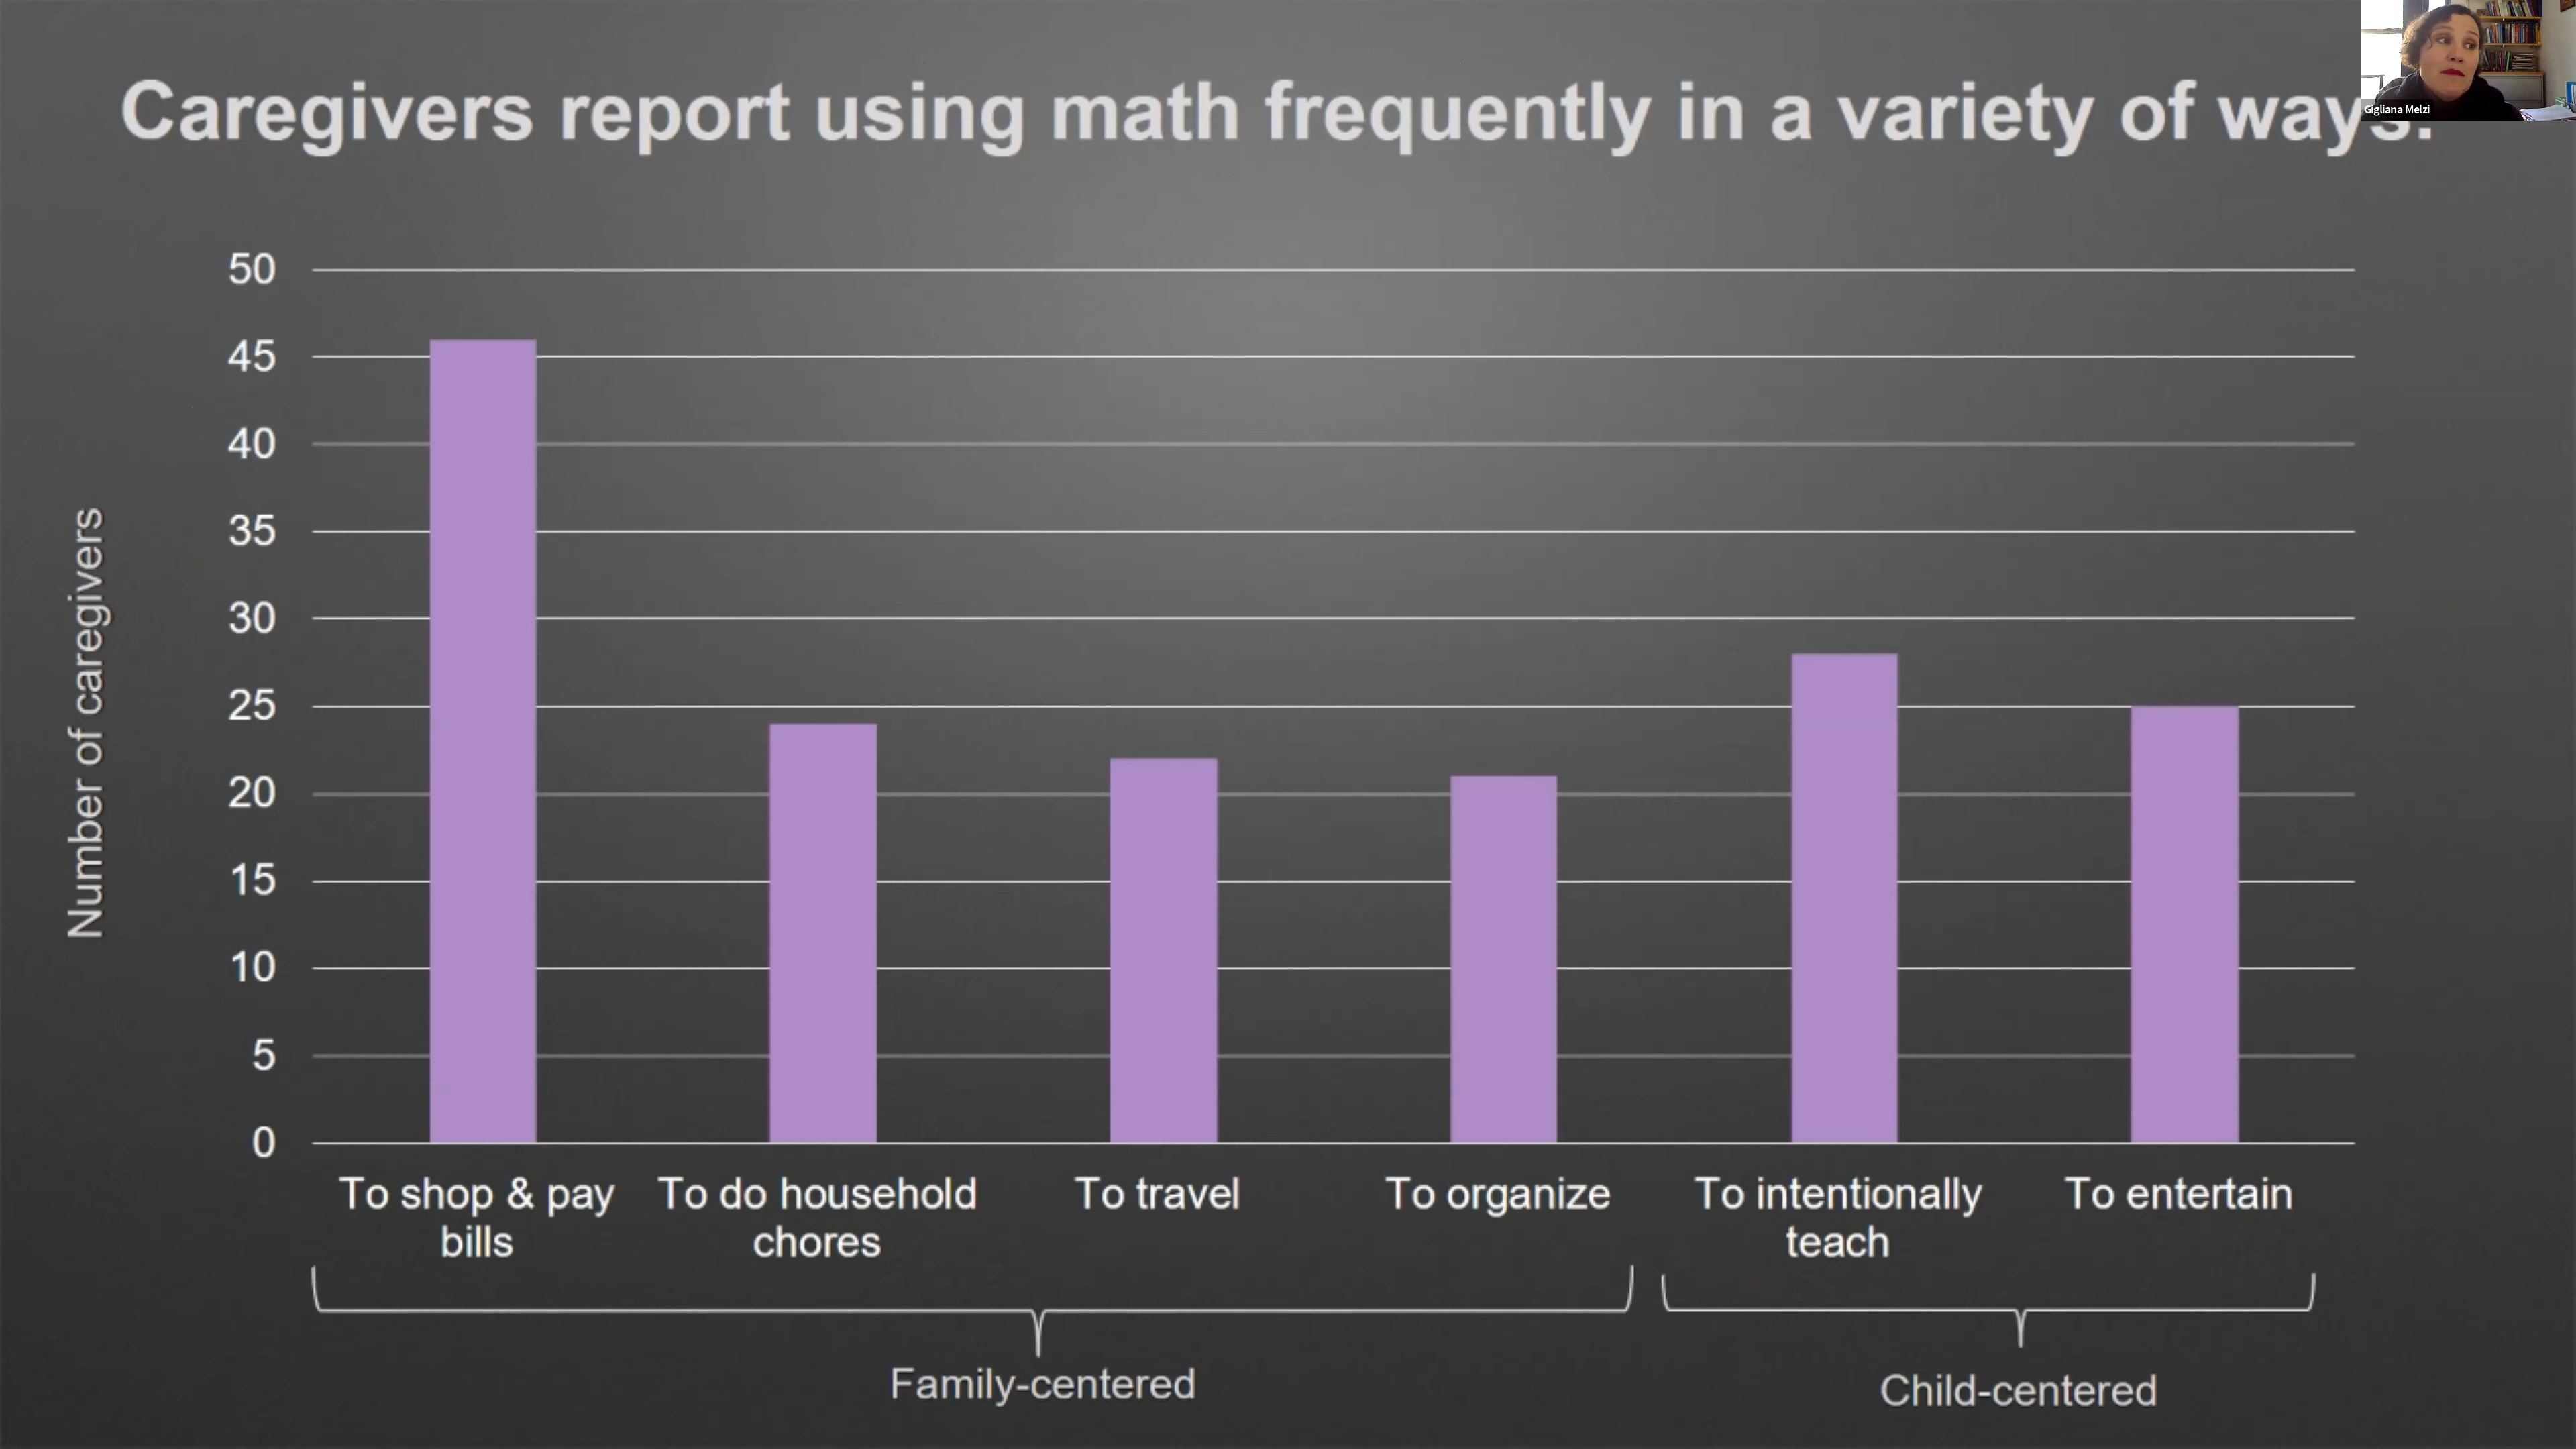 Caregivers report using math frequently in a variety of ways.
Gigliana Melzi
Number of caregivers
50
45
40
35
30
25
20
15
10
5
0
To shop & pay
bills
To do household
chores
To travel
To organize
To intentionally
teach
To entertain
Family-centered
Child-centered